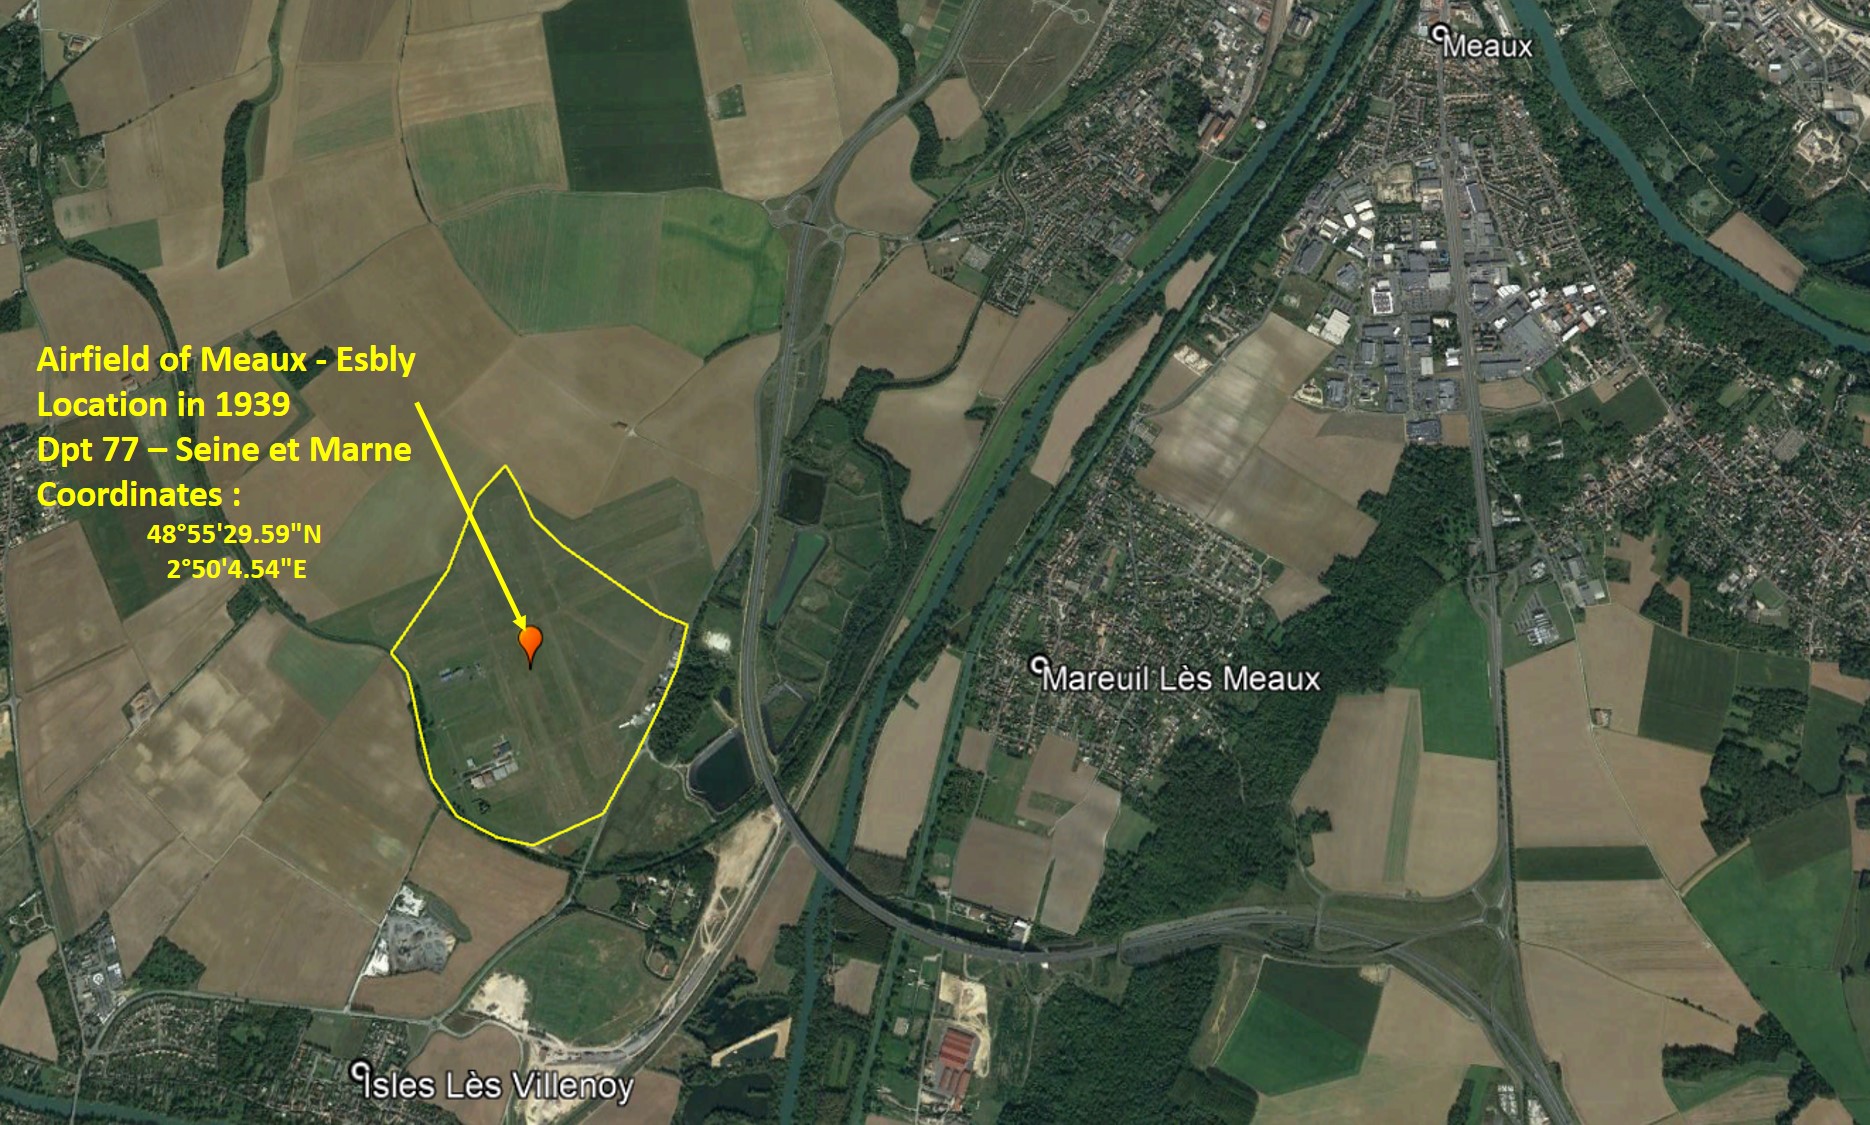 Meaux
Airfield of Meaux - Esbly
Location in 1939
Dpt 77 – Seine et Marne
Coordinates :
48°55'29.59"N
2°50'4.54"E
Mareuil Lès Meaux
Isles Lès Villenoy